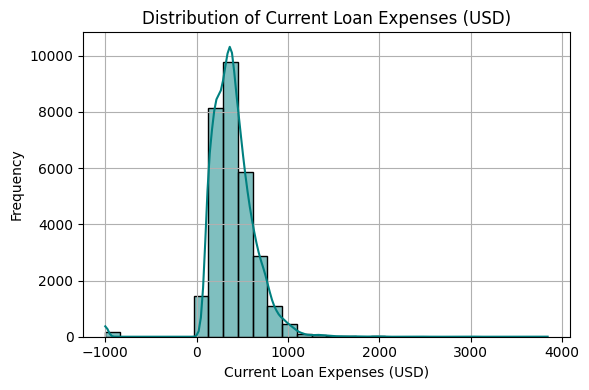 Distribution of Current Loan Expenses (USD)
10000
8000
6000
4000
2000
0
Frequency
−1000 0 1000 2000 3000 4000
Current Loan Expenses (USD)